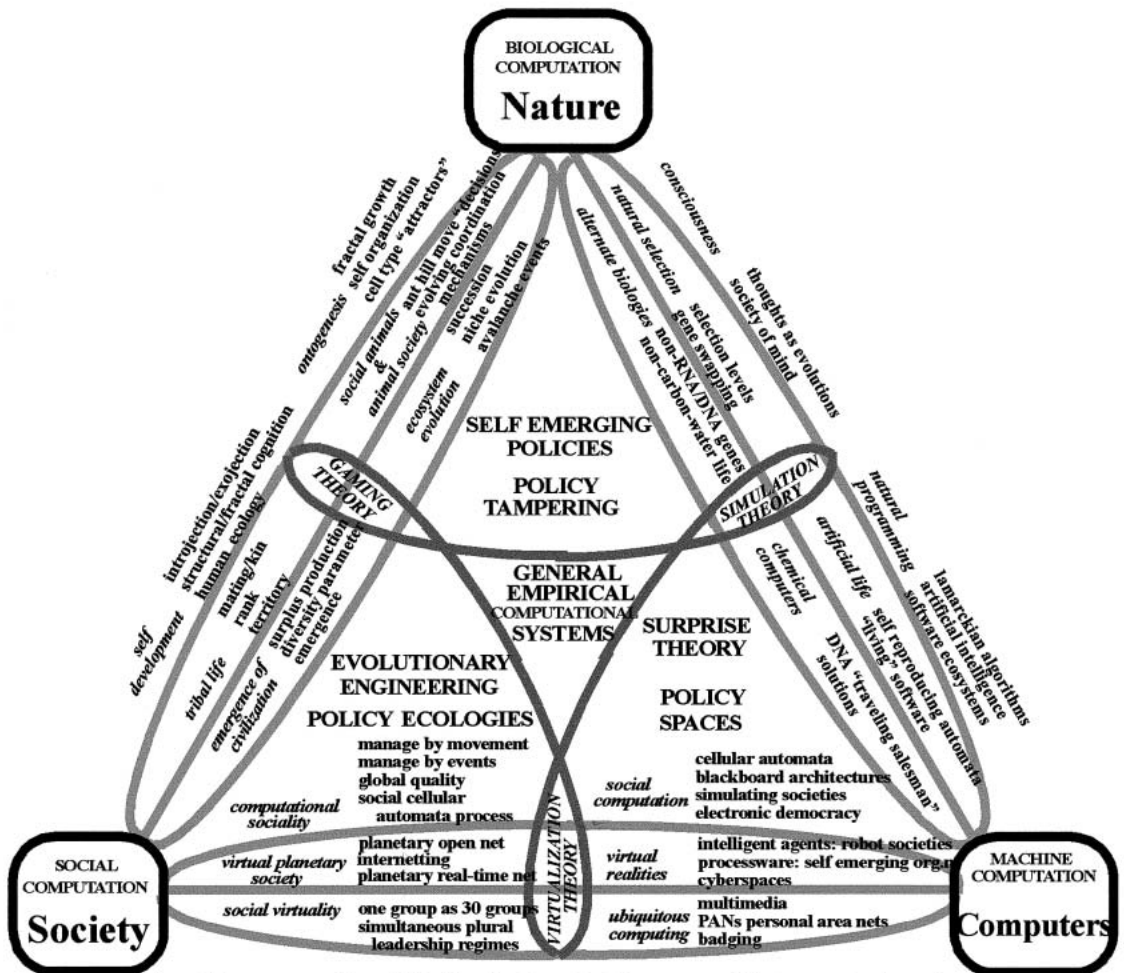 BIOLOGICAL
COMPUTATION
Nature
fractal growth
self organization
cell type "attractors"
ontogenesis
ant hill move "decisions"
evolving coordination
mechanisms
social animals
&
animal society
succession
niche evolution
avalanche events
ecosystem
evolution
consciousness
thoughts as evolutions
society of mind
natural selection
selection levels
gene swapping
alternate biologies
non-RNA/DNA genes
non-carbon-water life
SELF EMERGING
POLICIES
POLICY
TAMPERING
GAMING
THEORY
SIMULATION
THEORY
introjection/exojection
structural/fractal cognition
human ecology
self
development
mating/kin
rank
territory
tribal life
surplus production
diversity parameter
emergence
emergence of
civilization
natural
programming
lamarckian algorithms
artificial intelligence
software ecosystems
artificial life
self reproducing automata
"living" software
chemical
computers
DNA "traveling salesman"
solutions
GENERAL
EMPIRICAL
COMPUTATIONAL
SYSTEMS
SURPRISE
THEORY
EVOLUTIONARY
ENGINEERING
POLICY ECOLOGIES
POLICY
SPACES
manage by movement
manage by events
global quality
social cellular
automata process
computational
sociality
cellular automata
blackboard architectures
simulating societies
electronic democracy
social
computation
planetary open net
internetting
planetary real-time net
virtual planetary
society
intelligent agents: robot societies
processware: self emerging org.n
cyberspaces
virtual
realities
social virtuality
one group as 30 groups
simultaneous plural
leadership regimes
multimedia
PANs personal area nets
badging
ubiquitous
computing
VIRTUALIZATION
THEORY
SOCIAL
COMPUTATION
Society
MACHINE
COMPUTATION
Computers